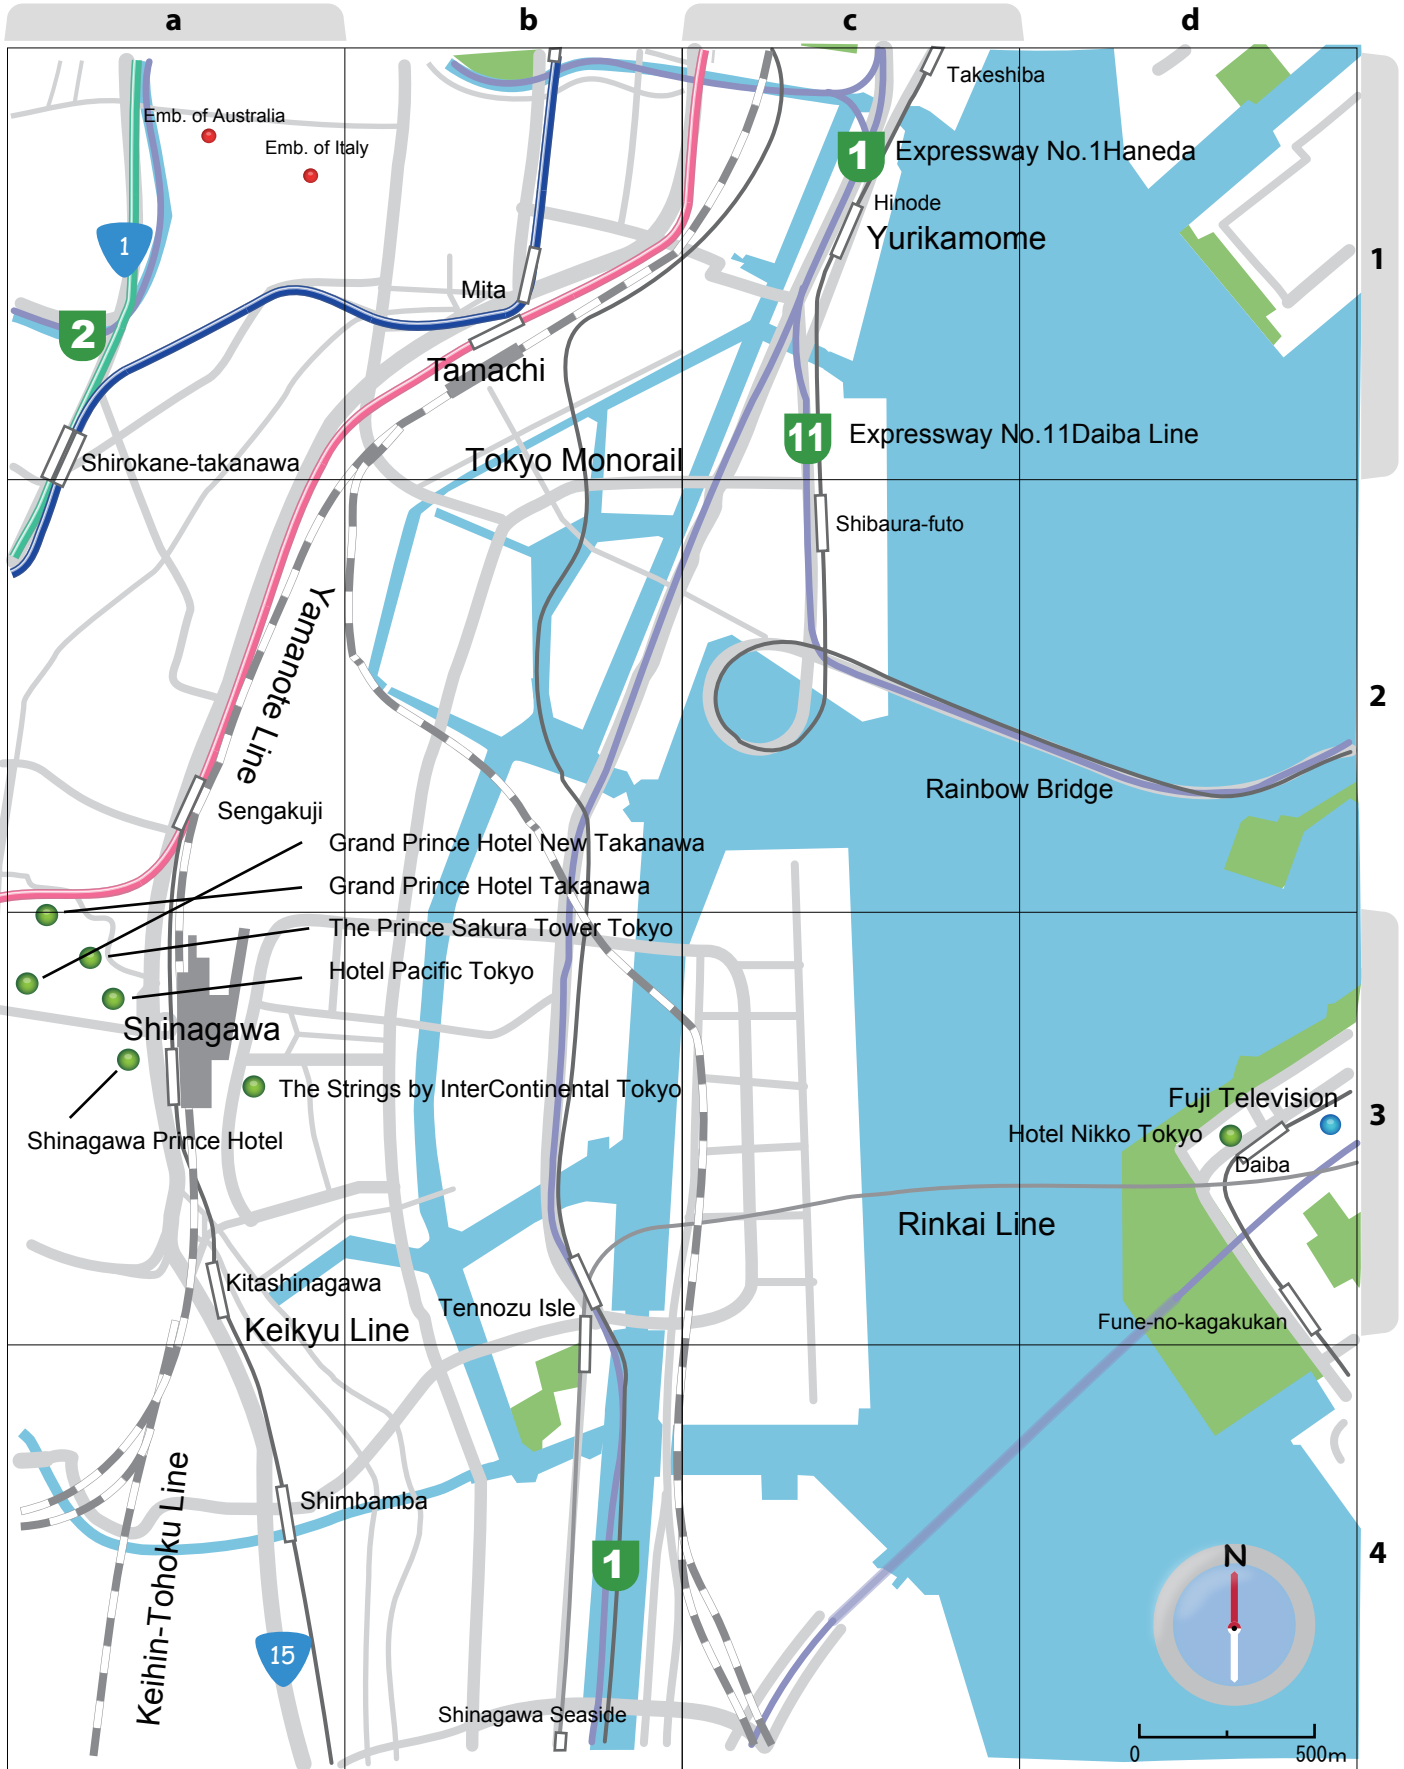 a
b
c
d
Takeshiba
Emb. of Australia
Emb. of Italy
1
Expressway No.1Haneda
Hinode
Yurikamome
1
1
Mita
2
Tamachi
11
Expressway No.11Daiba Line
Tokyo Monorail
Shirokane-takanawa
Shibaura-futo
Yamanote Line
2
Rainbow Bridge
Sengakuji
Grand Prince Hotel New Takanawa
Grand Prince Hotel Takanawa
The Prince Sakura Tower Tokyo
Hotel Pacific Tokyo
Shinagawa
The Strings by InterContinental Tokyo
Fuji Television
3
Hotel Nikko Tokyo
Shinagawa Prince Hotel
Daiba
Rinkai Line
Kitashinagawa
Tennozu Isle
Fune-no-kagakukan
Keikyu Line
Keihin-Tohoku Line
Shimbamba
1
N
4
15
Shinagawa Seaside
0
500m